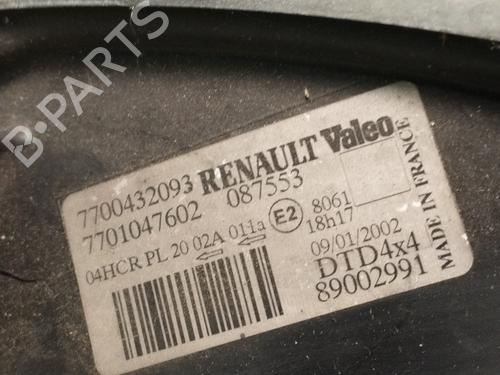 B-PARTS
7700432093 RENAULT Valeo
7701047602 087553
04HCR PL 20 02A 011a E2 8061
18h17
09/01/2002
DTD4x4
89002991
MADE IN FRANCE